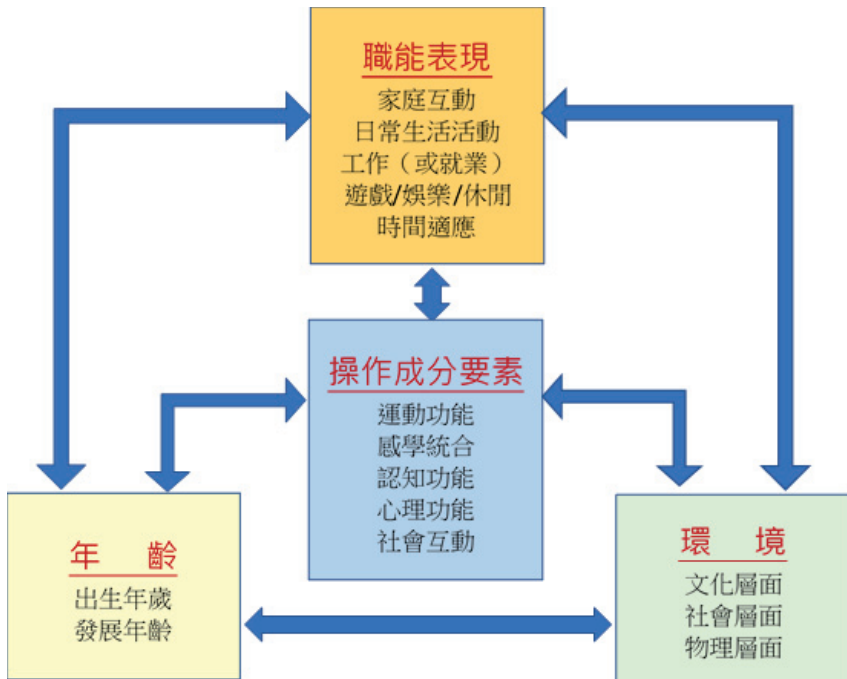 職能表現
家庭互動
日常生活活動
工作（或就業）
遊戲/娛樂/休閒
時間適應
操作成分要素
運動功能
感學統合
認知功能
心理功能
社會互動
年　齡
出生年歲
發展年齡
環　境
文化層面
社會層面
物理層面